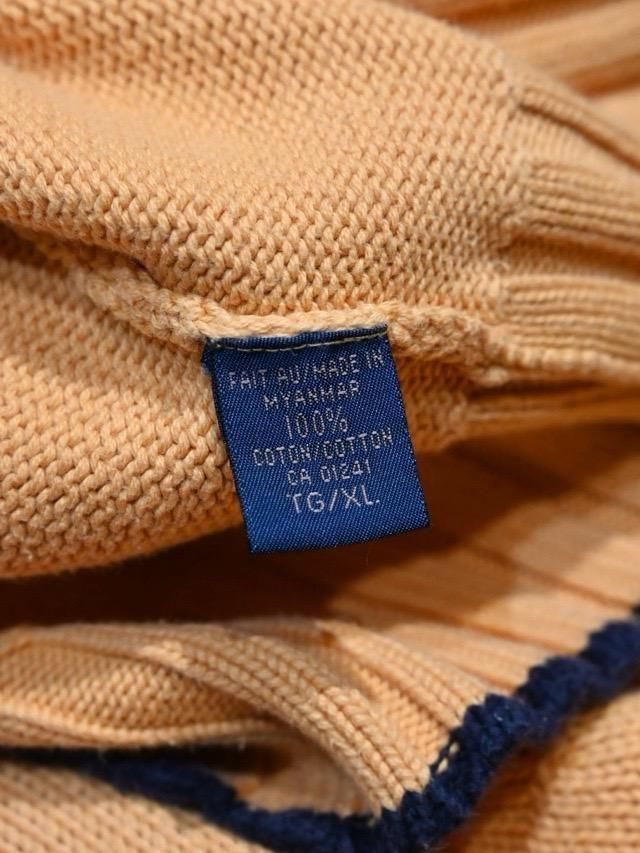 FAIT AU/MADE IN
MYANMAR
100%
COTON/COTTON
CA 01241
TG/XL.